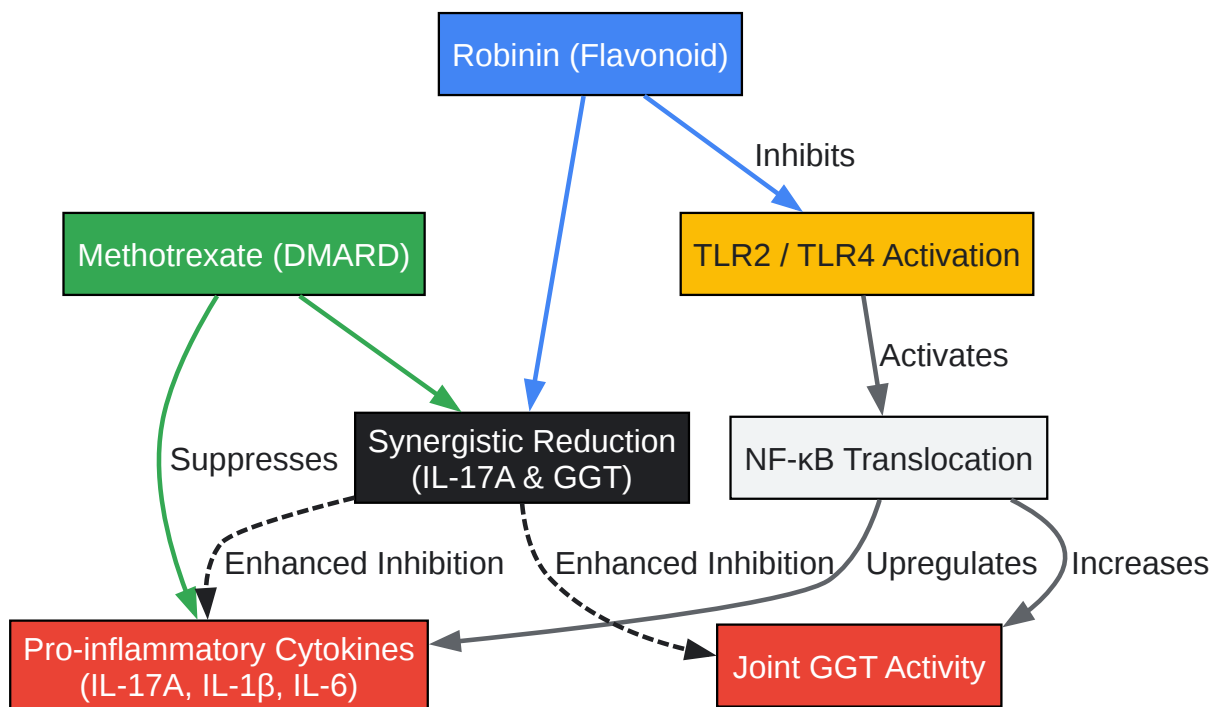 Robinin (Flavonoid)
Inhibits
Methotrexate (DMARD)
TLR2 / TLR4 Activation
Activates
Suppresses
Synergistic Reduction
(IL-17A & GGT)
NF-κB Translocation
Enhanced Inhibition
Enhanced Inhibition
Upregulates
Increases
Pro-inflammatory Cytokines
(IL-17A, IL-1β, IL-6)
Joint GGT Activity